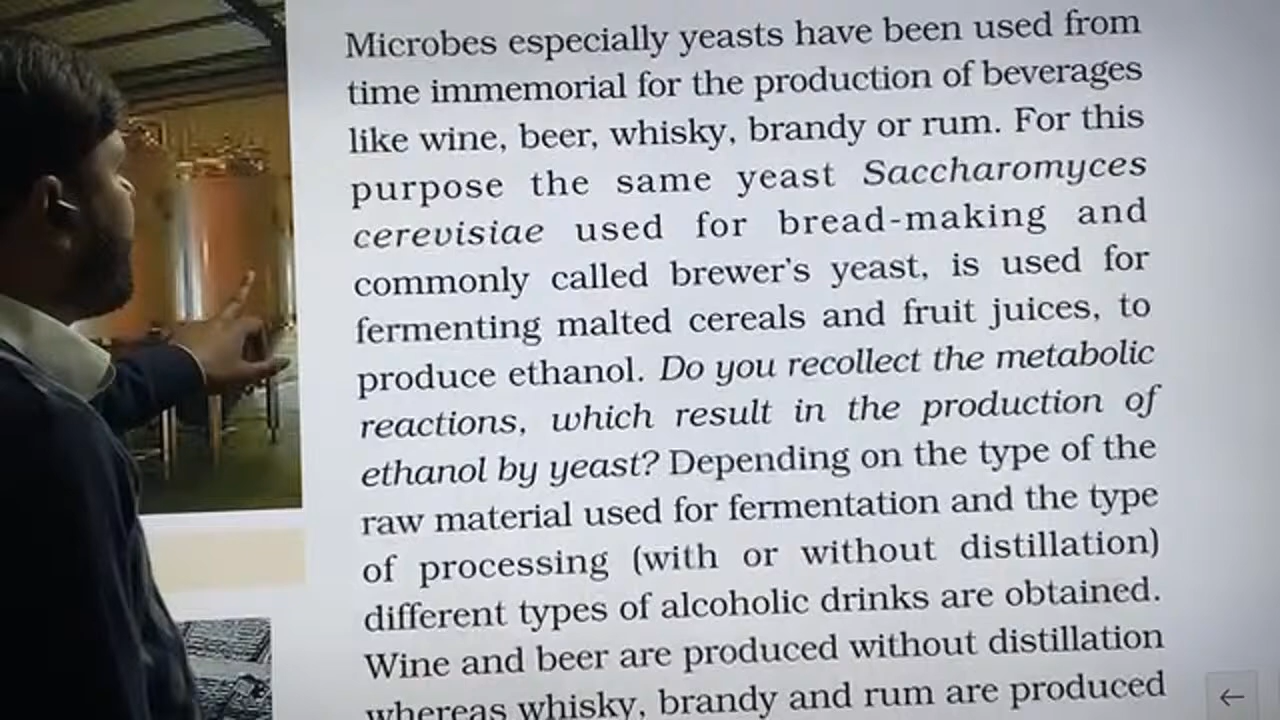 Microbes especially yeasts have been used from
time immemorial for the production of beverages
like wine, beer, whisky, brandy or rum. For this
purpose the same yeast Saccharomyces
cerevisiae used for bread-making and
commonly called brewer's yeast, is used for
fermenting malted cereals and fruit juices, to
produce ethanol. Do you recollect the metabolic
reactions, which result in the production of
ethanol by yeast? Depending on the type of the
raw material used for fermentation and the type
of processing (with or without distillation)
different types of alcoholic drinks are obtained.
Wine and beer are produced without distillation
whereas whisky, brandy and rum are produced